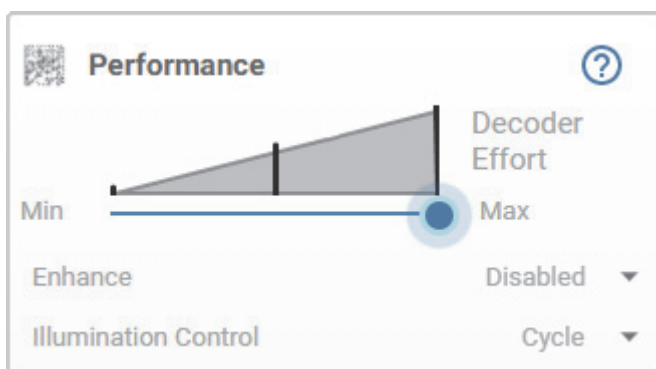 Performance
Decoder
Effort
Min
Max
Enhance Disabled
Illumination Control Cycle